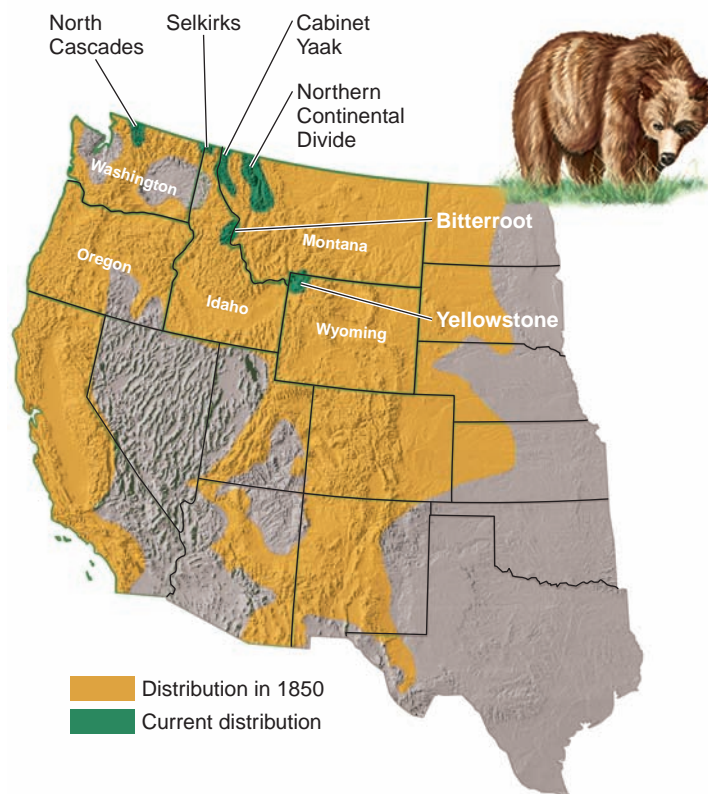 North
Cascades
Selkirks
Cabinet
Yaak
Northern
Continental
Divide
Washington
Bitterroot
Montana
Oregon
Idaho
Yellowstone
Wyoming
Distribution in 1850
Current distribution